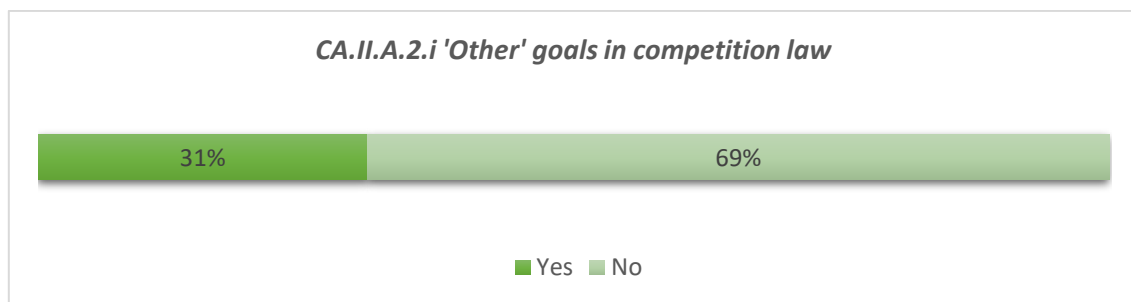 CA.II.A.2.i 'Other' goals in competition law
31% 69%
Yes No